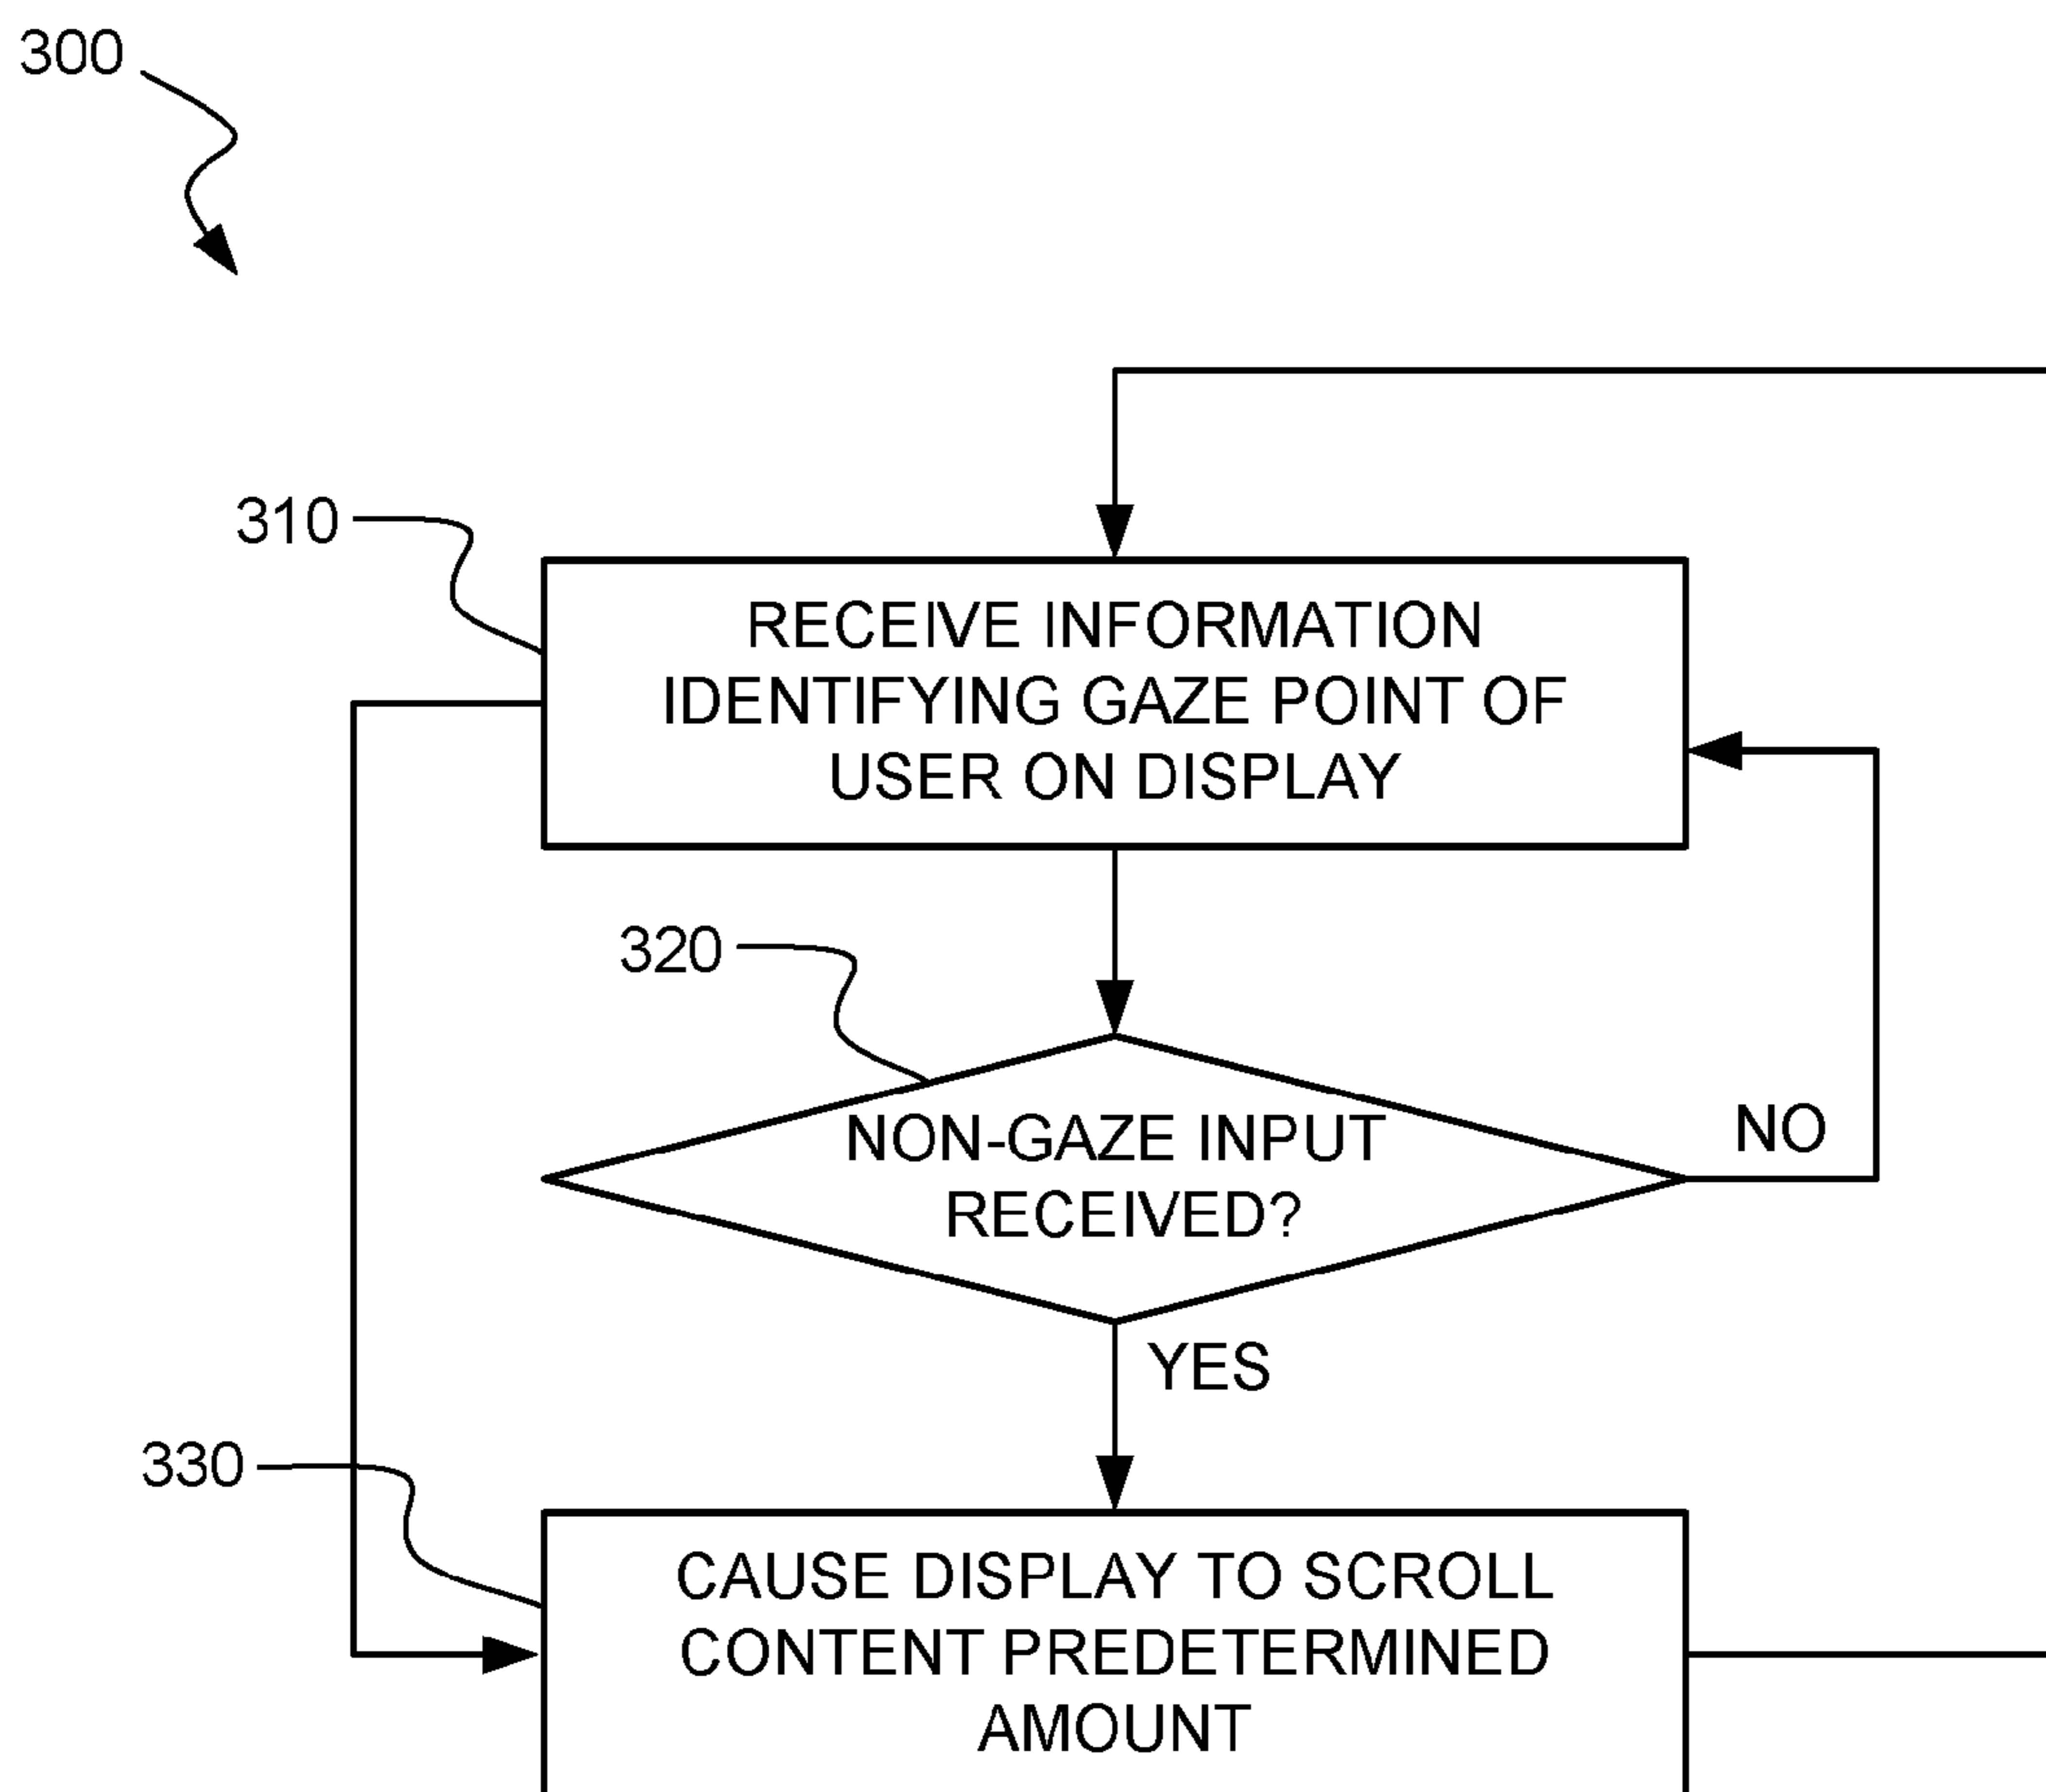 300
310
RECEIVE INFORMATION
IDENTIFYING GAZE POINT OF
USER ON DISPLAY
320
NON-GAZE INPUT
RECEIVED?
NO
YES
330
CAUSE DISPLAY TO SCROLL
CONTENT PREDETERMINED
AMOUNT